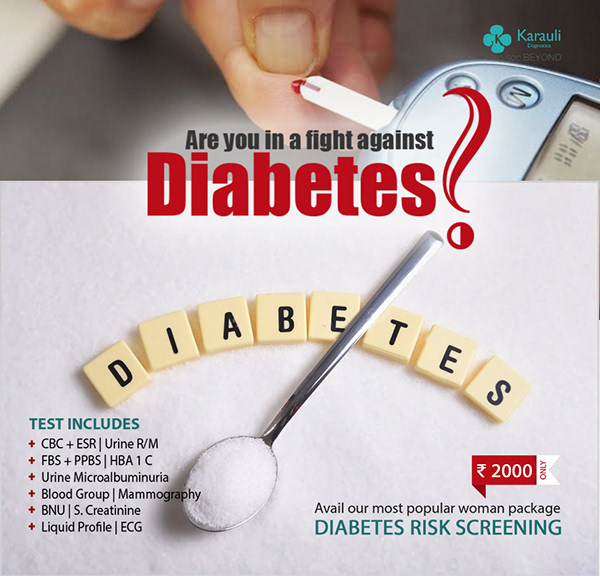 Karauli
Diagnostics
BEYOND
Are you in a fight against
Diabetes?
DIABETES
TEST INCLUDES
+ CBC + ESR | Urine R/M
+ FBS + PPBS | HBA 1 C
+ Urine Microalbuminuria
+ Blood Group | Mammography
+ BNU | S. Creatinine
+ Liquid Profile | ECG
₹ 2000 ONLY
Avail our most popular woman package
DIABETES RISK SCREENING